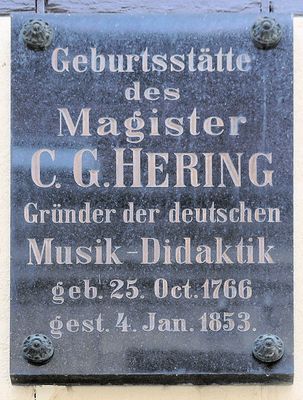 Geburtsstätte
des
Magister
C. G. HERING
Gründer der deutschen
Musik-Didaktik
geb. 25. Oct. 1766
gest. 4. Jan. 1853.